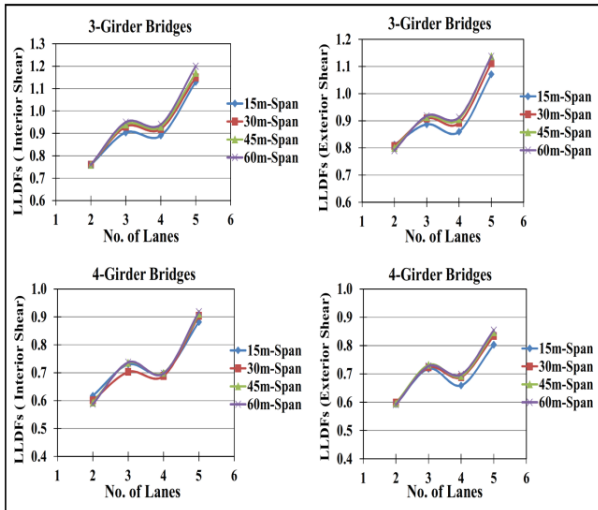 3-Girder Bridges
LLDFs ( Interior Shear)
1.3
1.2
1.1
1.0
0.9
0.8
0.7
0.6
1 2 3 4 5 6
No. of Lanes
15m-Span
30m-Span
45m-Span
60m-Span
3-Girder Bridges
LLDFs (Exterior Shear)
1.2
1.1
1.0
0.9
0.8
0.7
0.6
1 2 3 4 5 6
No. of Lanes
15m-Span
30m-Span
45m-Span
60m-Span
4-Girder Bridges
LLDFs ( Interior Shear)
1.0
0.9
0.8
0.7
0.6
0.5
0.4
1 2 3 4 5 6
No. of Lanes
15m-Span
30m-Span
45m-Span
60m-Span
4-Girder Bridges
LLDFs (Exterior Shear)
1.0
0.9
0.8
0.7
0.6
0.5
0.4
1 2 3 4 5 6
No. of Lanes
15m-Span
30m-Span
45m-Span
60m-Span